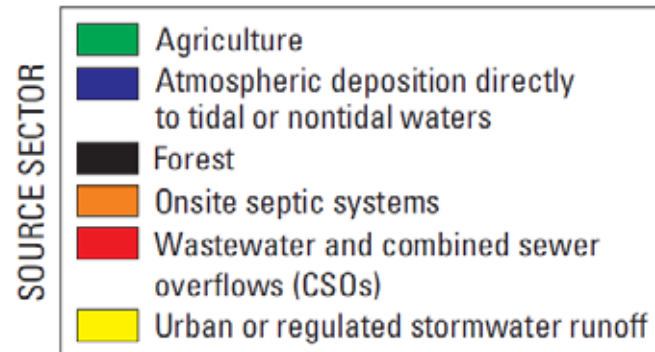 SOURCE SECTOR
Agriculture
Atmospheric deposition directly
to tidal or nontidal waters
Forest
Onsite septic systems
Wastewater and combined sewer
overflows (CSOs)
Urban or regulated stormwater runoff